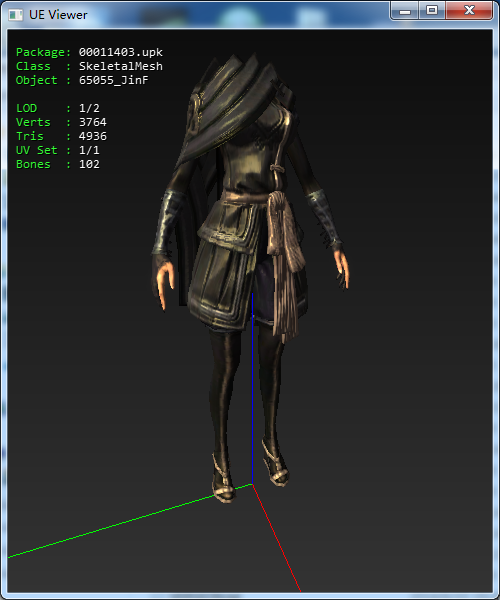 UE Viewer
Package: 00011403.upk
Class : SkeletalMesh
Object : 65055_JinF
LOD : 1/2
Verts : 3764
Tris : 4936
UV Set : 1/1
Bones : 102